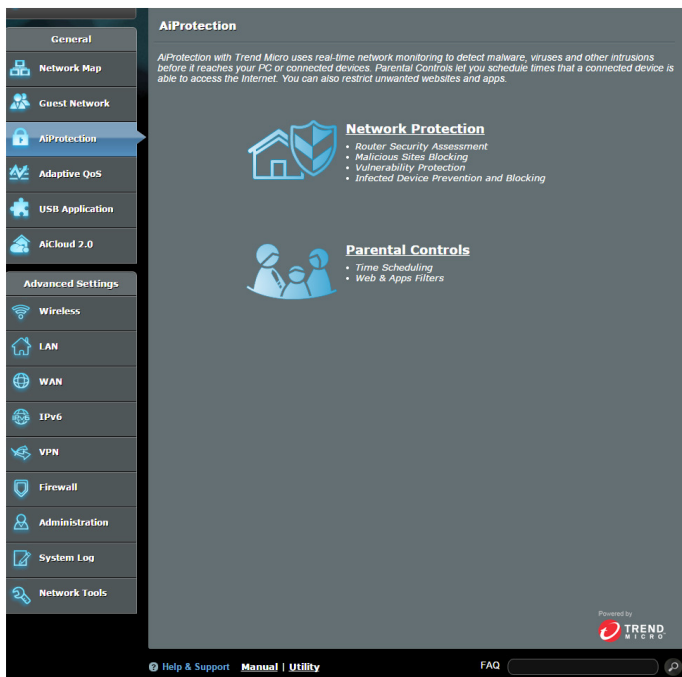 General
Network Map
Guest Network
AiProtection
Adaptive QoS
USB Application
AiCloud 2.0
Advanced Settings
Wireless
LAN
WAN
IPv6
VPN
Firewall
Administration
System Log
Network Tools
AiProtection
AiProtection with Trend Micro uses real-time network monitoring to detect malware, viruses and other intrusions
before it reaches your PC or connected devices. Parental Controls let you schedule times that a connected device is
able to access the Internet. You can also restrict unwanted websites and apps.
Network Protection
• Router Security Assessment
• Malicious Sites Blocking
• Vulnerability Protection
• Infected Device Prevention and Blocking
Parental Controls
• Time Scheduling
• Web & Apps Filters
Powered by
TREND
MICRO
? Help & Support Manual | Utility FAQ